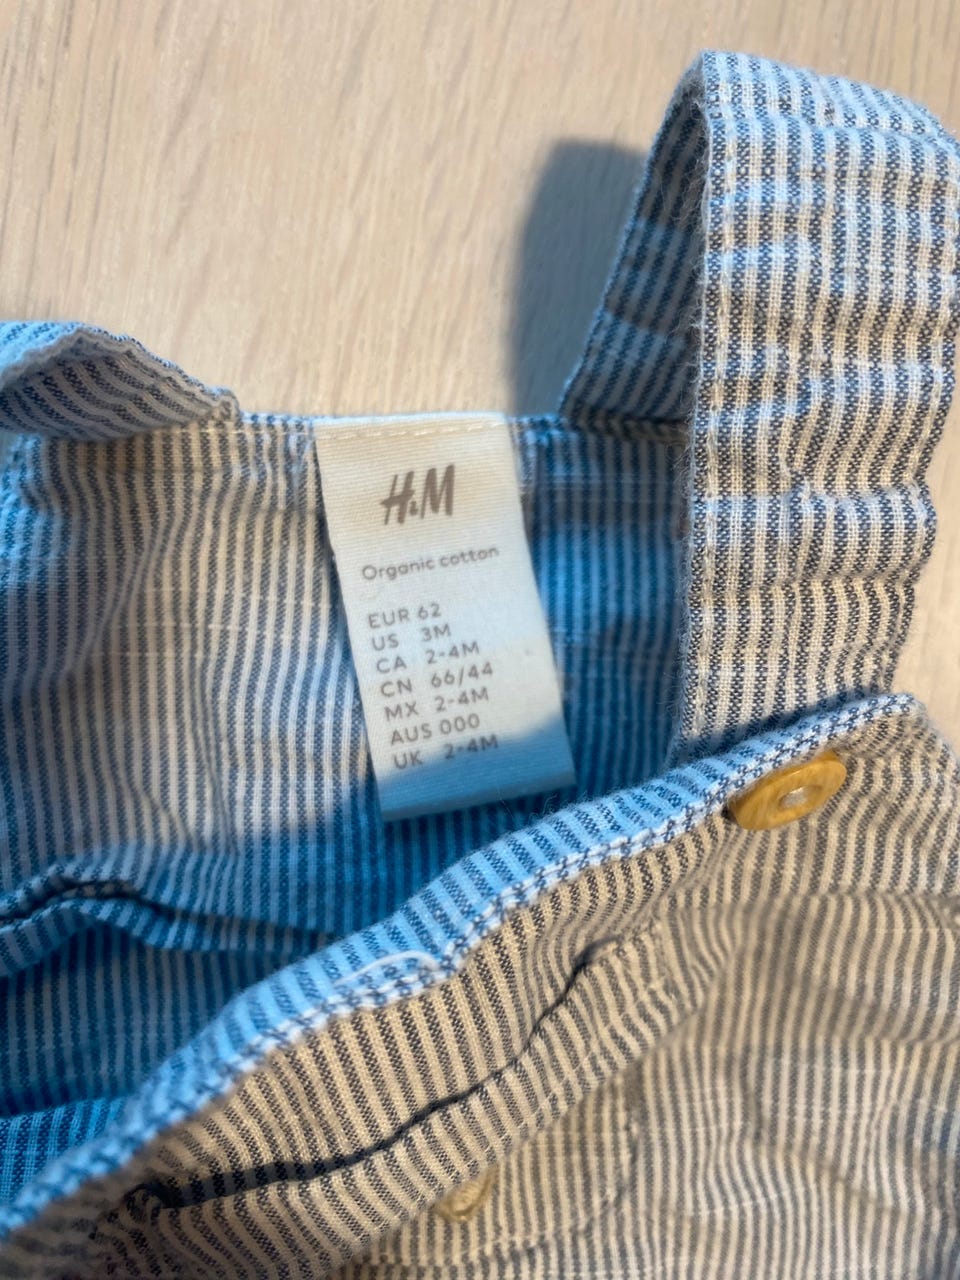 H&M
Organic cotton
EUR 62
US 3M
CA 2-4M
CN 66/44
MX 2-4M
AUS 000
UK 2-4M